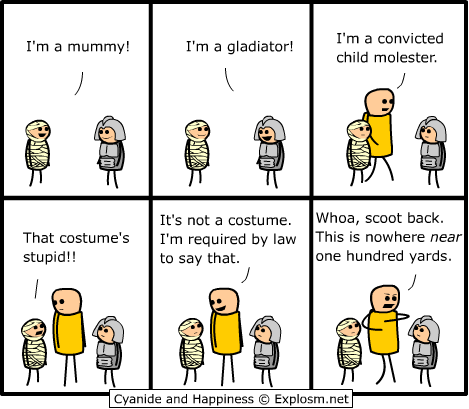 I'm a mummy!
I'm a gladiator!
I'm a convicted
child molester.
That costume's
stupid!!
It's not a costume.
I'm required by law
to say that.
Whoa, scoot back.
This is nowhere near
one hundred yards.
Cyanide and Happiness © Explosm.net